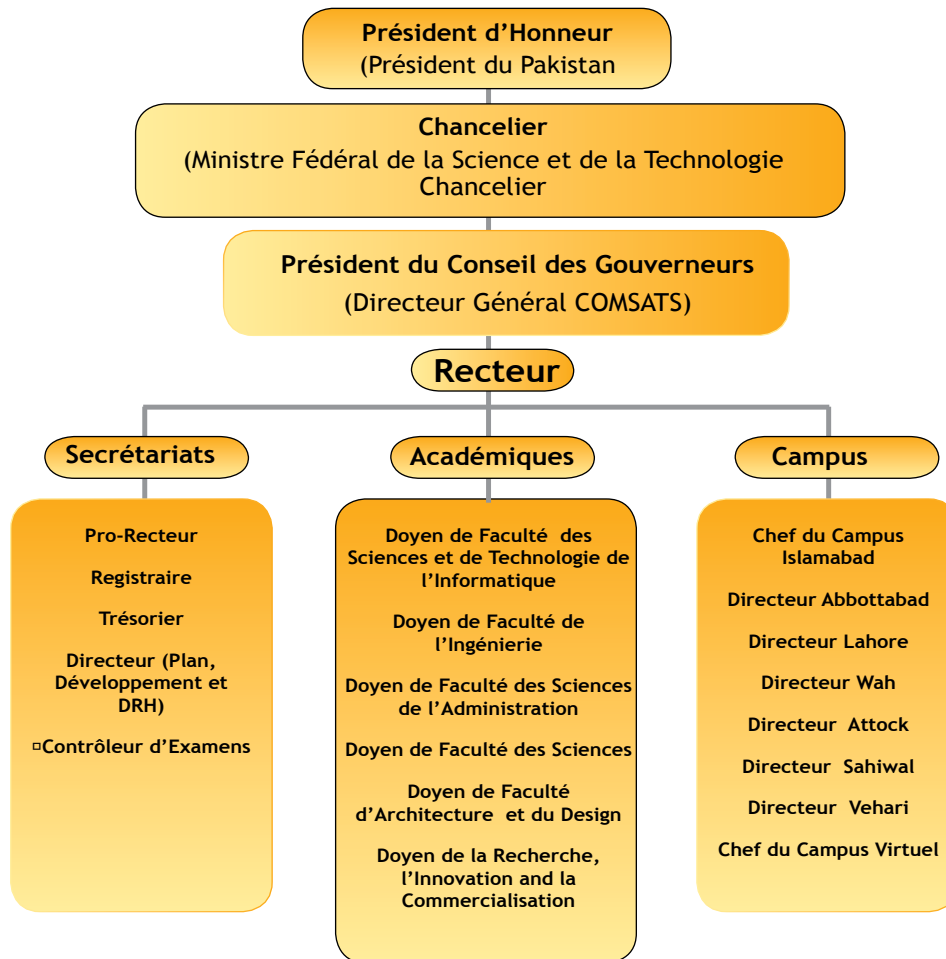 Président d’Honneur
(Président du Pakistan
Chancelier
(Ministre Fédéral de la Science et de la Technologie
Chancelier
Président du Conseil des Gouverneurs
(Directeur Général COMSATS)
Recteur
Secrétariats
Pro-Recteur
Registraire
Trésorier
Directeur (Plan,
Développement et
DRH)
▫Contrôleur d’Examens
Académiques
Doyen de Faculté des
Sciences et de Technologie de
l’Informatique
Doyen de Faculté de
l’Ingénierie
Doyen de Faculté des Sciences
de l’Administration
Doyen de Faculté des Sciences
Doyen de Faculté
d’Architecture et du Design
Doyen de la Recherche,
l’Innovation and la
Commercialisation
Campus
Chef du Campus
Islamabad
Directeur Abbottabad
Directeur Lahore
Directeur Wah
Directeur Attock
Directeur Sahiwal
Directeur Vehari
Chef du Campus Virtuel